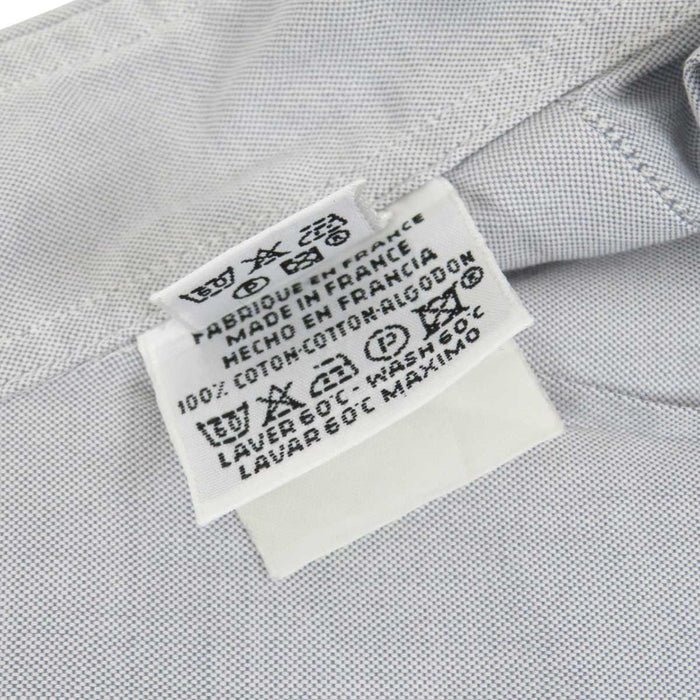 FABRIQUE EN FRANCE
MADE IN FRANCE
HECHO EN FRANCIA
100% COTON-COTTON-ALGODON
60 P
LAVER 60°C - WASH 60°C
LAVAR 60°C MAXIMO